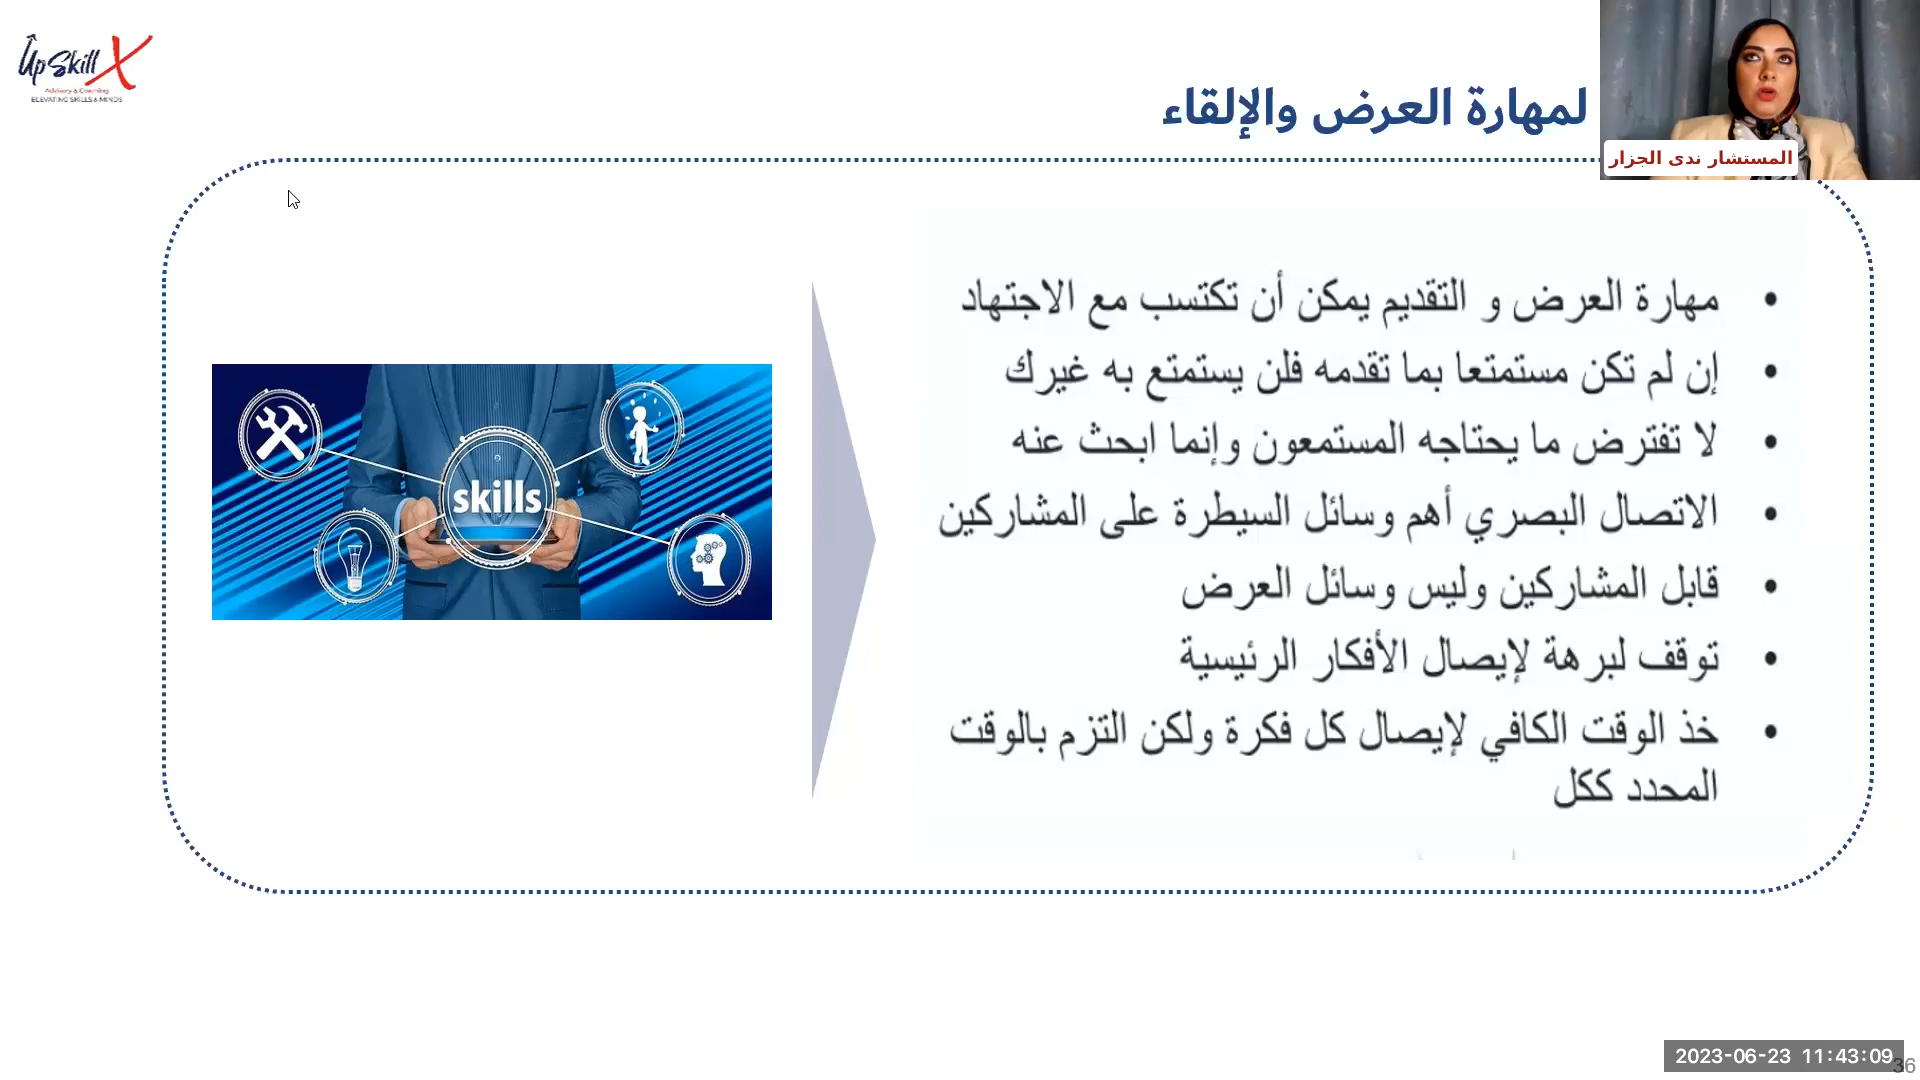 UpSkill X
Advisory & Coaching
ELEVATING SKILLS & MINDS
لمهارة العرض والإلقاء
المستشار ندى الجزار
• مهارة العرض و التقديم يمكن أن تكتسب مع الاجتهاد
• إن لم تكن مستمتعا بما تقدمه فلن يستمتع به غيرك
• لا تفترض ما يحتاجه المستمعون وإنما ابحث عنه
• الاتصال البصري أهم وسائل السيطرة على المشاركين
• قابل المشاركين وليس وسائل العرض
• توقف لبرهة لإيصال الأفكار الرئيسية
• خذ الوقت الكافي لإيصال كل فكرة ولكن التزم بالوقت
المحدد ككل
skills
2023-06-23 11:43:09
36